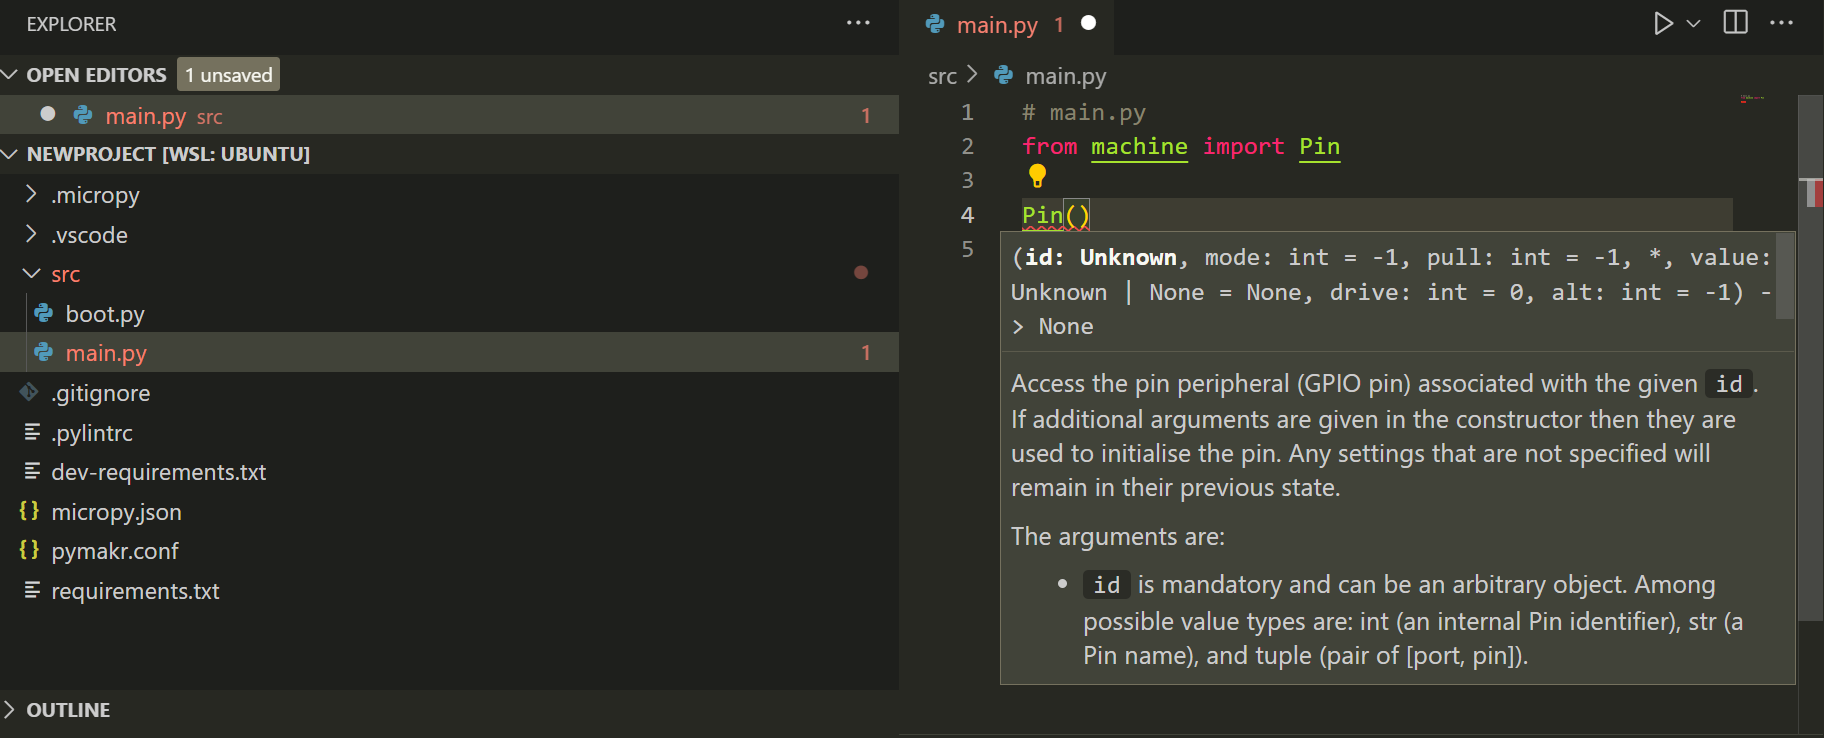 EXPLORER
OPEN EDITORS 1 unsaved
main.py src 1
NEWPROJECT [WSL: UBUNTU]
.micropy
.vscode
src
boot.py
main.py 1
.gitignore
.pylintrc
dev-requirements.txt
{} micropy.json
{} pymakr.conf
requirements.txt
OUTLINE
main.py 1
src > main.py
1 # main.py
2 from machine import Pin
3
4 Pin()
5
(id: Unknown, mode: int = -1, pull: int = -1, *, value:
Unknown | None = None, drive: int = 0, alt: int = -1) -
> None
Access the pin peripheral (GPIO pin) associated with the given id.
If additional arguments are given in the constructor then they are
used to initialise the pin. Any settings that are not specified will
remain in their previous state.
The arguments are:
• id is mandatory and can be an arbitrary object. Among
possible value types are: int (an internal Pin identifier), str (a
Pin name), and tuple (pair of [port, pin]).